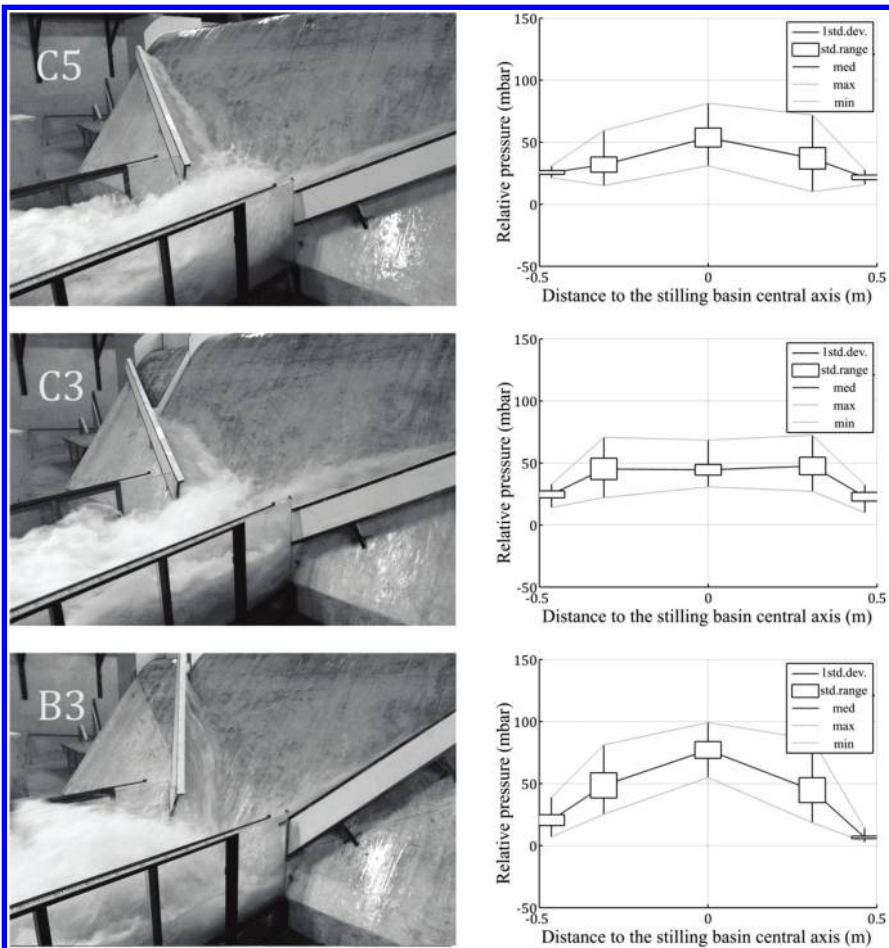 C5
Relative pressure (mbar)
150
100
50
0
-50
-0.5
0
0.5
Distance to the stilling basin central axis (m)
1std.dev.
std.range
med
max
min
C3
Relative pressure (mbar)
150
100
50
0
-50
-0.5
0
0.5
Distance to the stilling basin central axis (m)
1std.dev.
std.range
med
max
min
B3
Relative pressure (mbar)
150
100
50
0
-50
-0.5
0
0.5
Distance to the stilling basin central axis (m)
1std.dev.
std.range
med
max
min